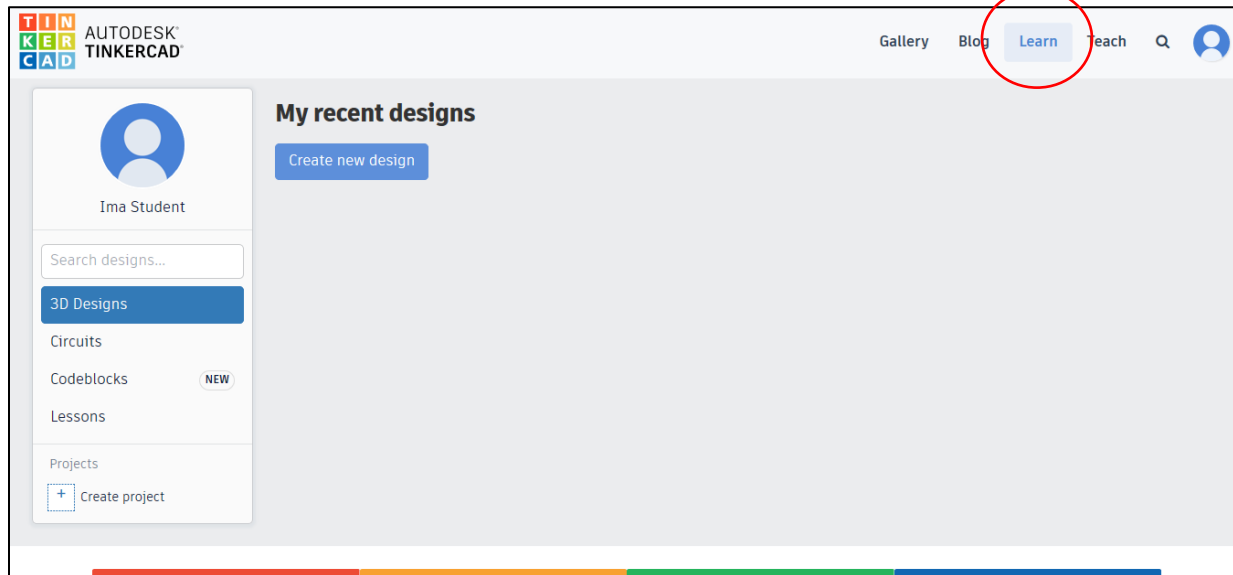 TINKERCAD
AUTODESK®
TINKERCAD®
Gallery Blog Learn Teach
Ima Student
Search designs...
3D Designs
Circuits
Codeblocks NEW
Lessons
Projects
+ Create project
My recent designs
Create new design